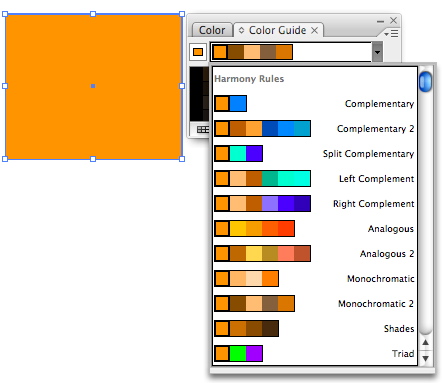 Color
Color Guide
Harmony Rules
Complementary
Complementary 2
Split Complementary
Left Complement
Right Complement
Analogous
Analogous 2
Monochromatic
Monochromatic 2
Shades
Triad